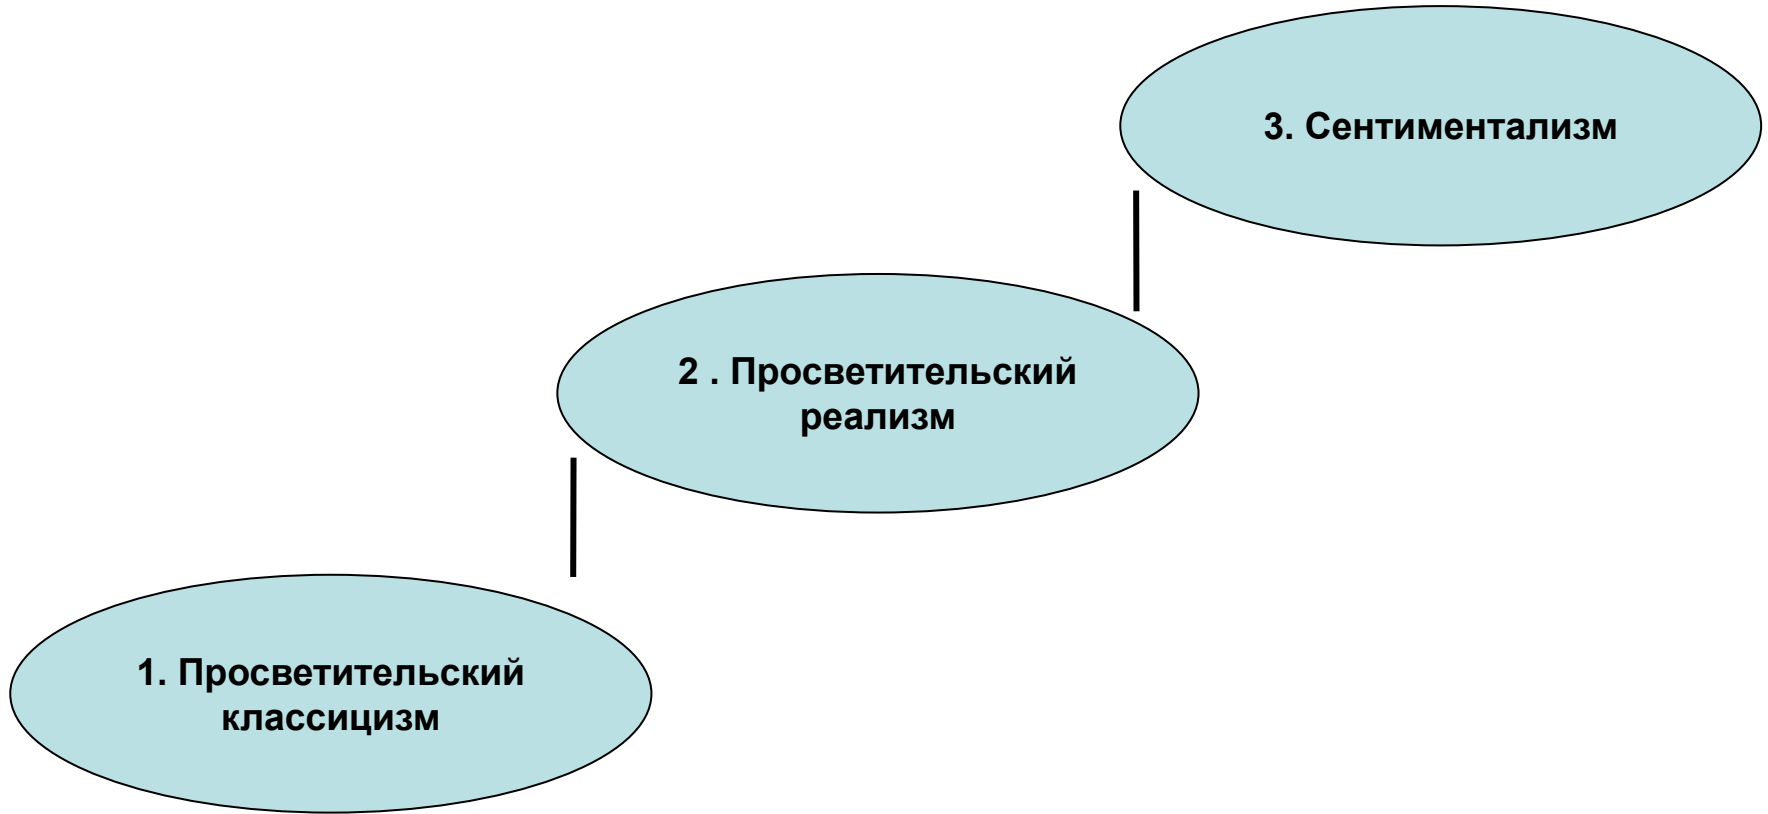 3. Сентиментализм
2 . Просветительский
реализм
1. Просветительский
классицизм